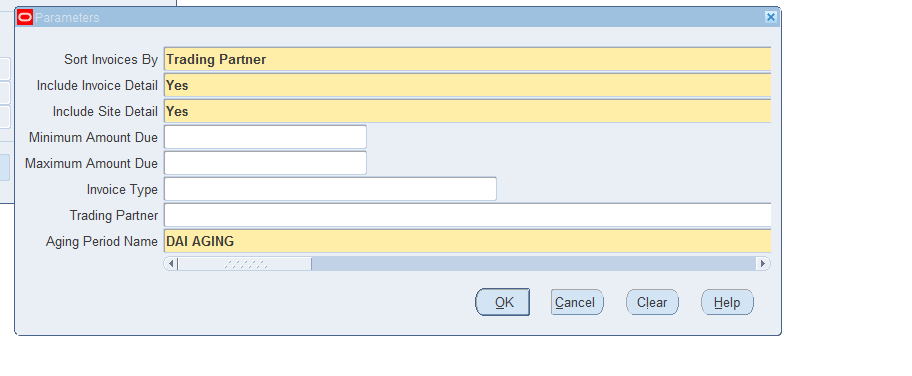 Parameters
Sort Invoices By Trading Partner
Include Invoice Detail Yes
Include Site Detail Yes
Minimum Amount Due
Maximum Amount Due
Invoice Type
Trading Partner
Aging Period Name DAI AGING
OK Cancel Clear Help